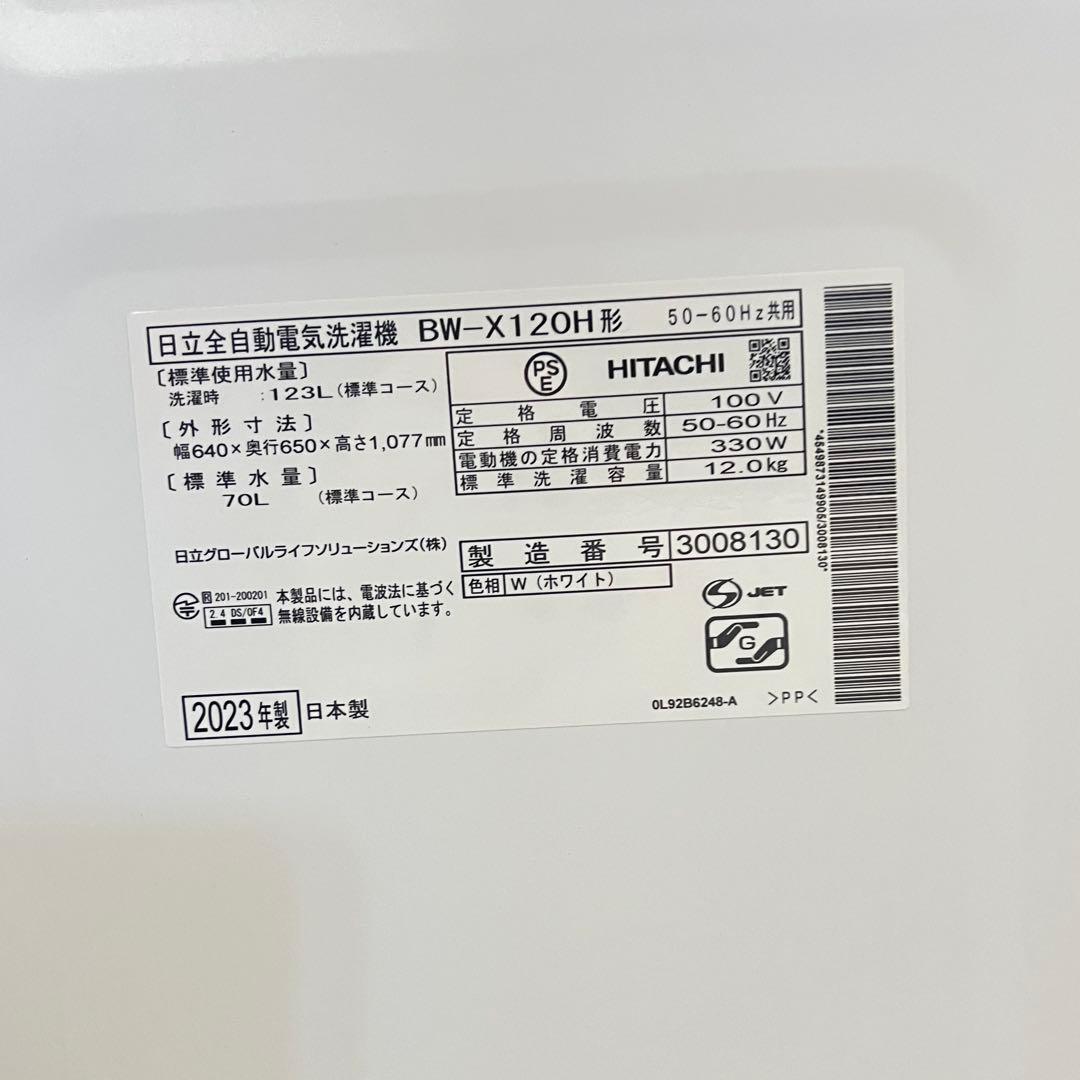 日立全自動電気洗濯機 BW-X120H形 50-60Hz共用
〔標準使用水量〕
洗濯時 :123L(標準コース)
〔外形寸法〕
幅640×奥行650×高さ1,077mm
〔標準水量〕
70L (標準コース)
PS
E
HITACHI
定格電圧 100V
定格周波数 50-60Hz
電動機の定格消費電力 330W
標準洗濯容量 12.0kg
日立グローバルライフソリューションズ(株)
製造番号 3008130
色相 W(ホワイト)
R 201-200201
2.4 DS/OF4
本製品には、電波法に基づく
無線設備を内蔵しています。
S JET
G
2023年製 日本製
0L92B6248-A >PP<
*4549873149905/3008130*